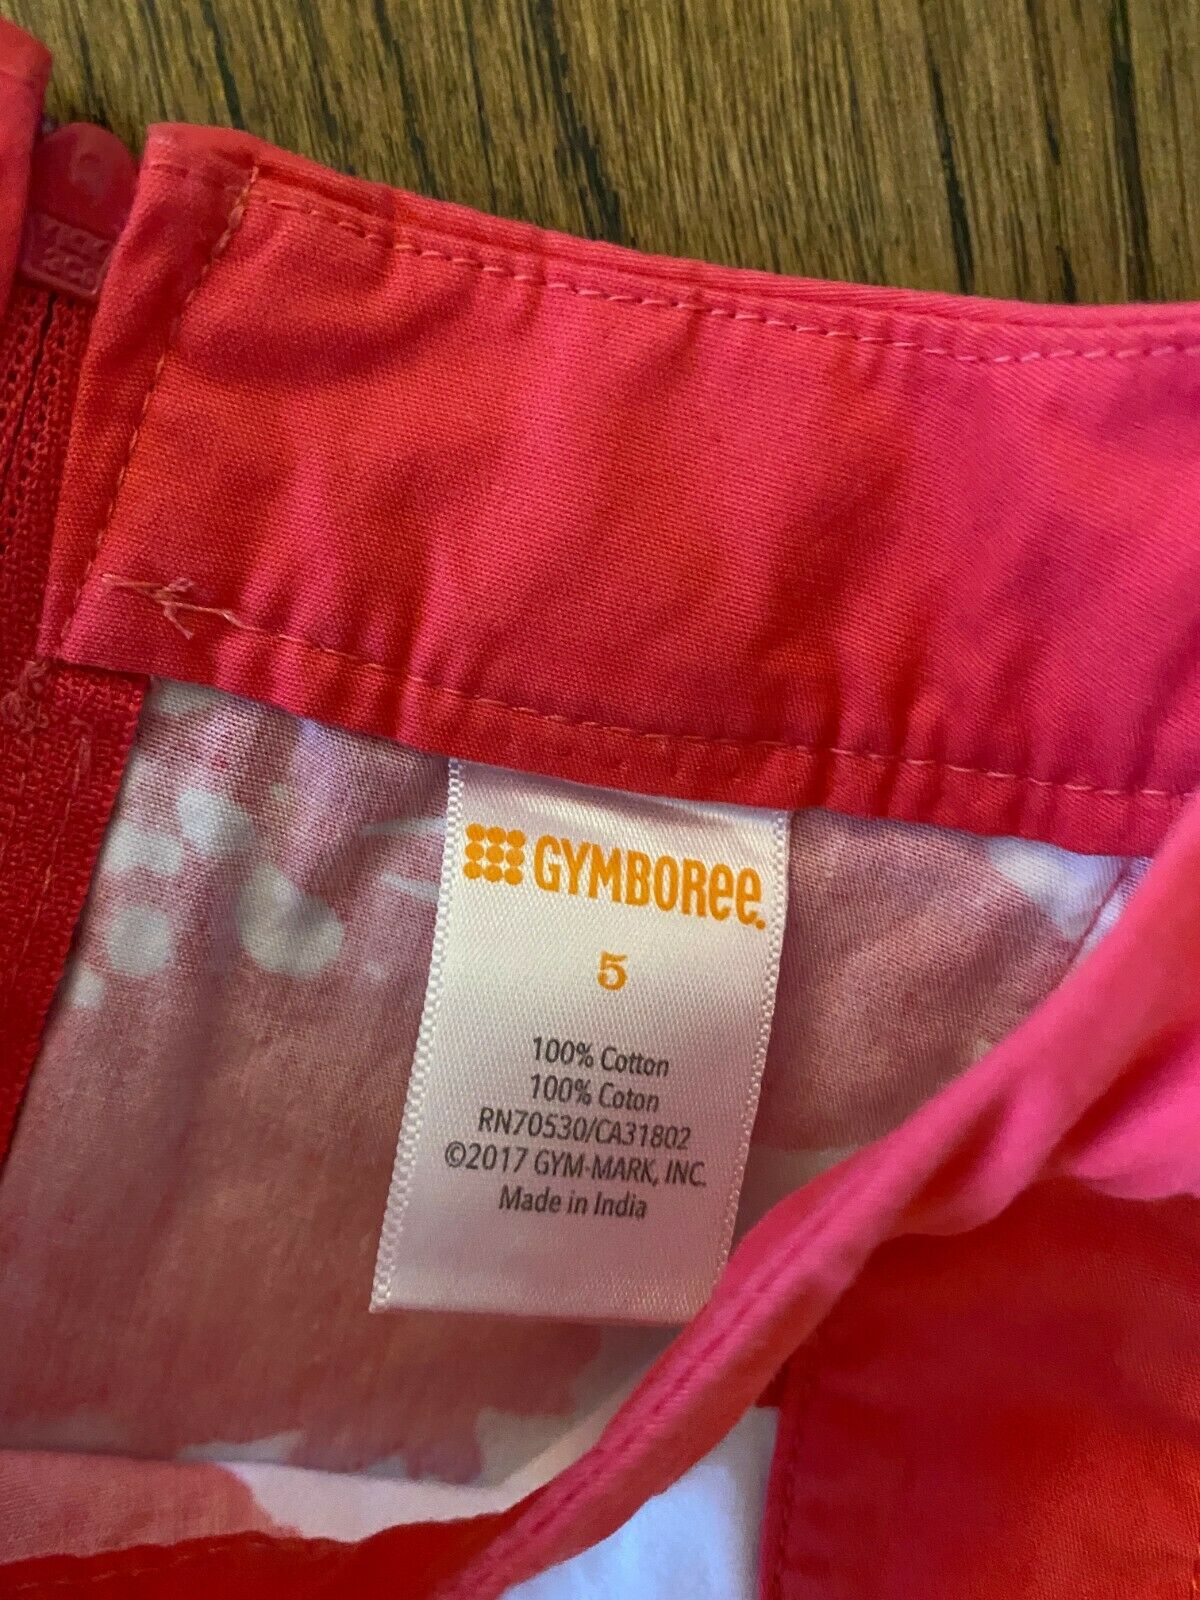 GYMBOREE.
5
100% Cotton
100% Coton
RN70530/CA31802
©2017 GYM-MARK, INC.
Made in India